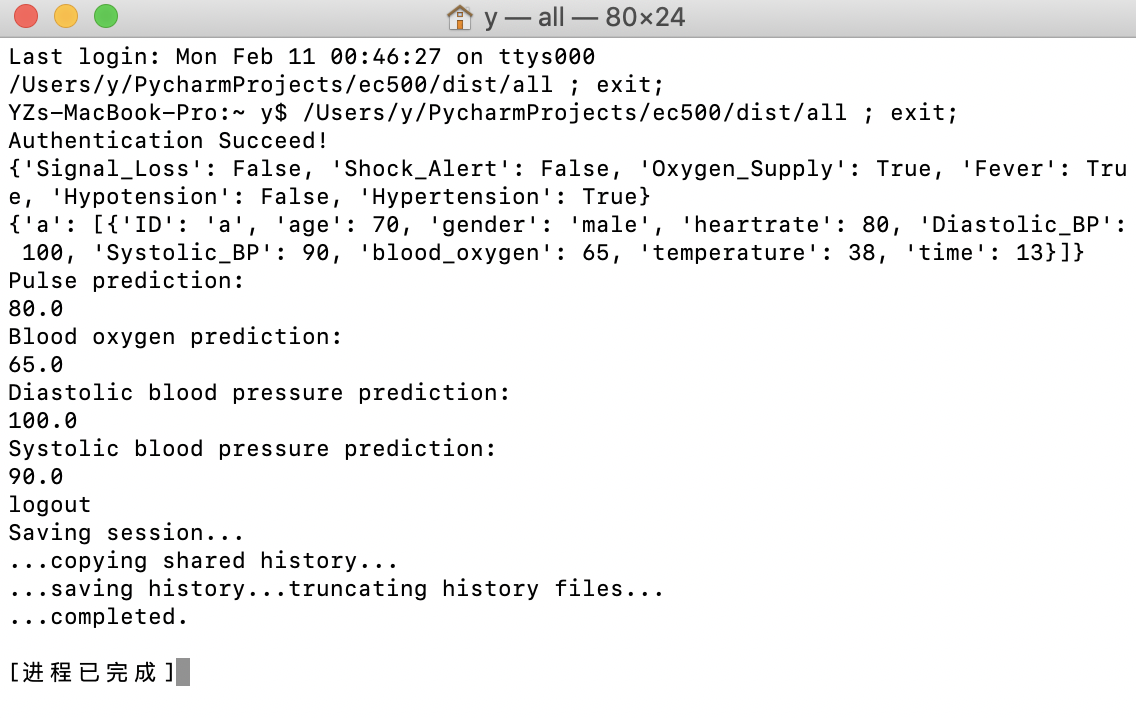 y — all — 80×24
Last login: Mon Feb 11 00:46:27 on ttys000
/Users/y/PycharmProjects/ec500/dist/all ; exit;
YZs-MacBook-Pro:~ y$ /Users/y/PycharmProjects/ec500/dist/all ; exit;
Authentication Succeed!
{'Signal_Loss': False, 'Shock_Alert': False, 'Oxygen_Supply': True, 'Fever': Tru
e, 'Hypotension': False, 'Hypertension': True}
{'a': [{'ID': 'a', 'age': 70, 'gender': 'male', 'heartrate': 80, 'Diastolic_BP':
 100, 'Systolic_BP': 90, 'blood_oxygen': 65, 'temperature': 38, 'time': 13}]}
Pulse prediction:
80.0
Blood oxygen prediction:
65.0
Diastolic blood pressure prediction:
100.0
Systolic blood pressure prediction:
90.0
logout
Saving session...
...copying shared history...
...saving history...truncating history files...
...completed.
[进程已完成]